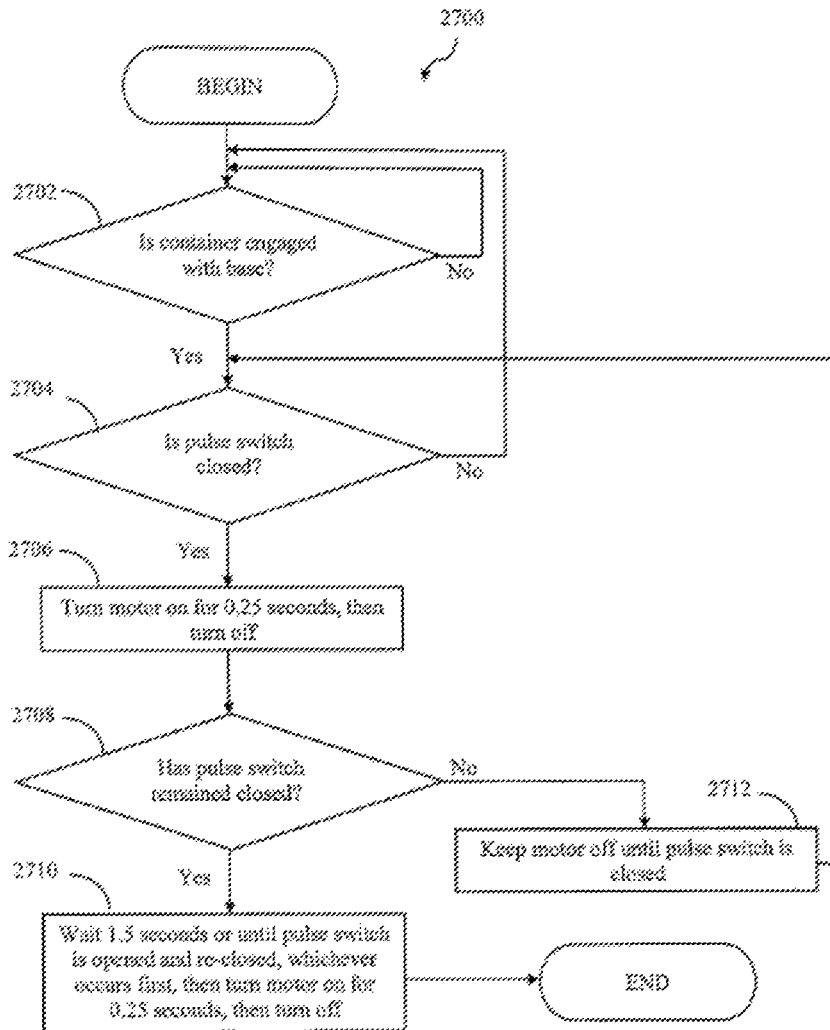 2700
BEGIN
2702
Is container engaged
with base?
No
Yes
2704
Is pulse switch
closed?
No
Yes
2706
Turn motor on for 0.25 seconds, then
turn off
2708
Has pulse switch
remained closed?
No
2712
Keep motor off until pulse switch is
closed
Yes
2710
Wait 1.5 seconds or until pulse switch
is opened and re-closed, whichever
occurs first, then turn motor on for
0.25 seconds, then turn off
END